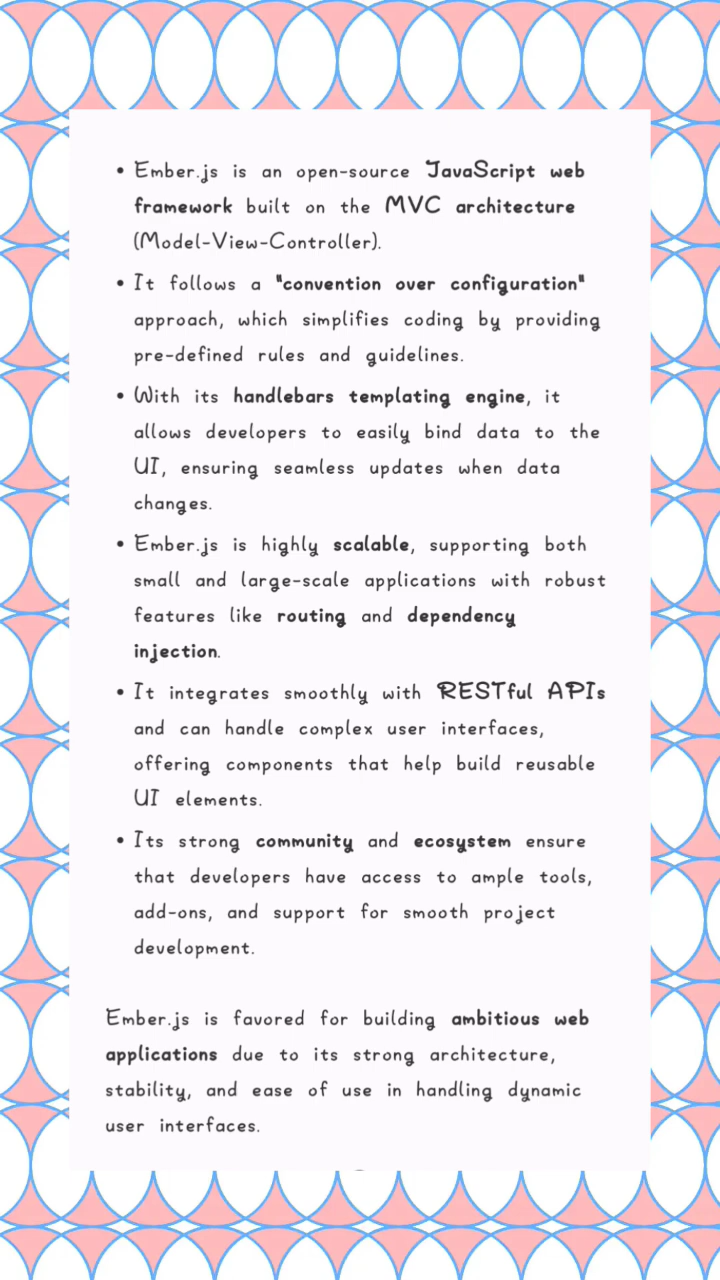 • Ember.js is an open-source JavaScript web
framework built on the MVC architecture
(Model-View-Controller).
• It follows a "convention over configuration"
approach, which simplifies coding by providing
pre-defined rules and guidelines.
• With its handlebars templating engine, it
allows developers to easily bind data to the
UI, ensuring seamless updates when data
changes.
• Ember.js is highly scalable, supporting both
small and large-scale applications with robust
features like routing and dependency
injection.
• It integrates smoothly with RESTful APIs
and can handle complex user interfaces,
offering components that help build reusable
UI elements.
• Its strong community and ecosystem ensure
that developers have access to ample tools,
add-ons, and support for smooth project
development.
Ember.js is favored for building ambitious web
applications due to its strong architecture,
stability, and ease of use in handling dynamic
user interfaces.